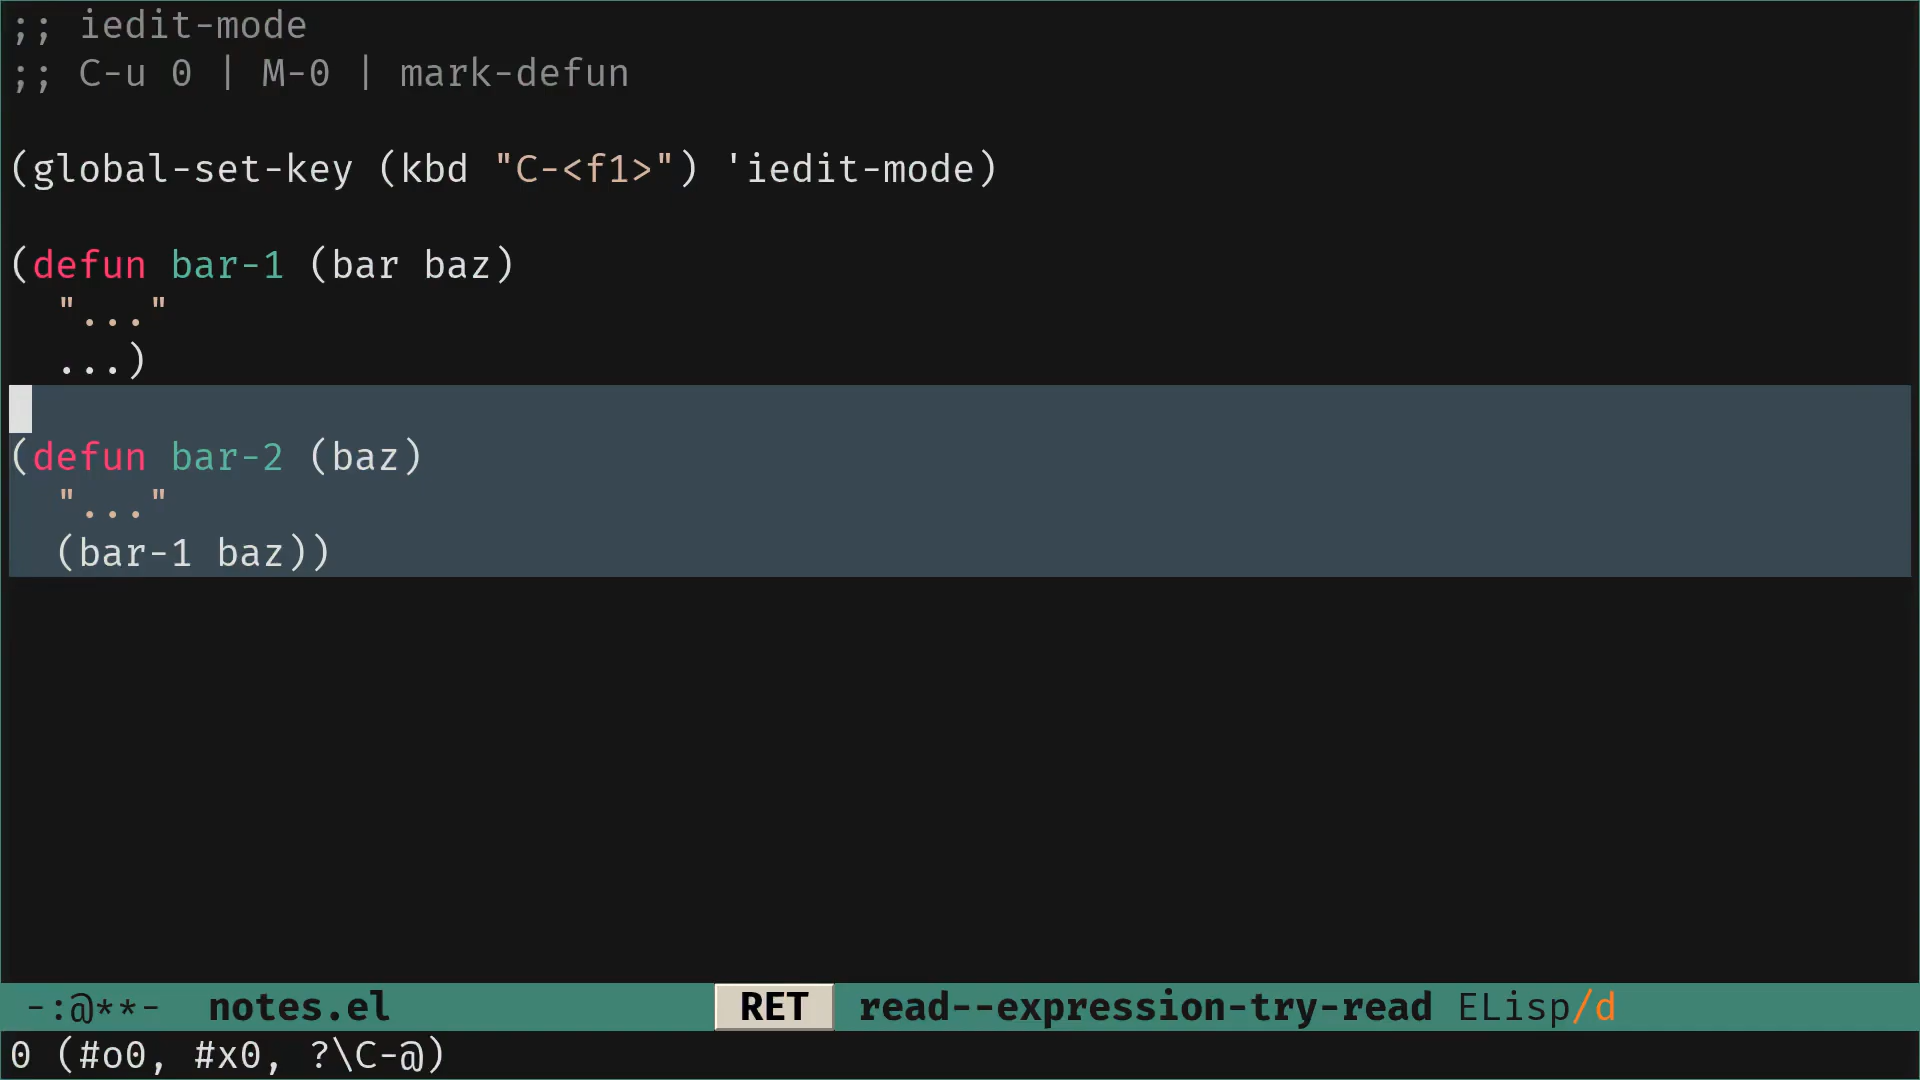 ;; iedit-mode
;; C-u 0 | M-0 | mark-defun
(global-set-key (kbd "C-<f1>") 'iedit-mode)
(defun bar-1 (bar baz)
  "..."
  ...)
(defun bar-2 (baz)
  "..."
  (bar-1 baz))
-:@**-  notes.el  RET  read--expression-try-read ELisp/d
0 (#o0, #x0, ?\C-@)